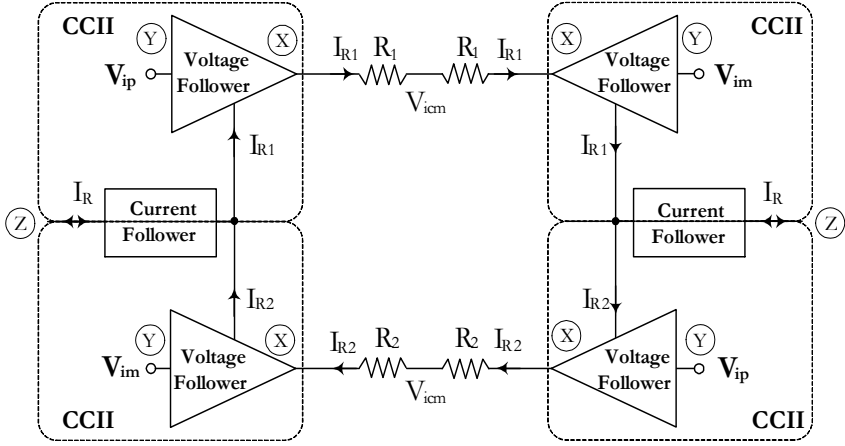 CCII
Y
X
Voltage
Follower
V_ip
I_R1
R_1
R_1
I_R1
V_icm
X
Y
CCII
Voltage
Follower
V_im
I_R1
I_R1
I_R
Current
Follower
Z
I_R
Current
Follower
Z
I_R2
I_R2
Y
X
Voltage
Follower
V_im
CCII
I_R2
R_2
R_2
I_R2
V_icm
X
Y
Voltage
Follower
V_ip
CCII